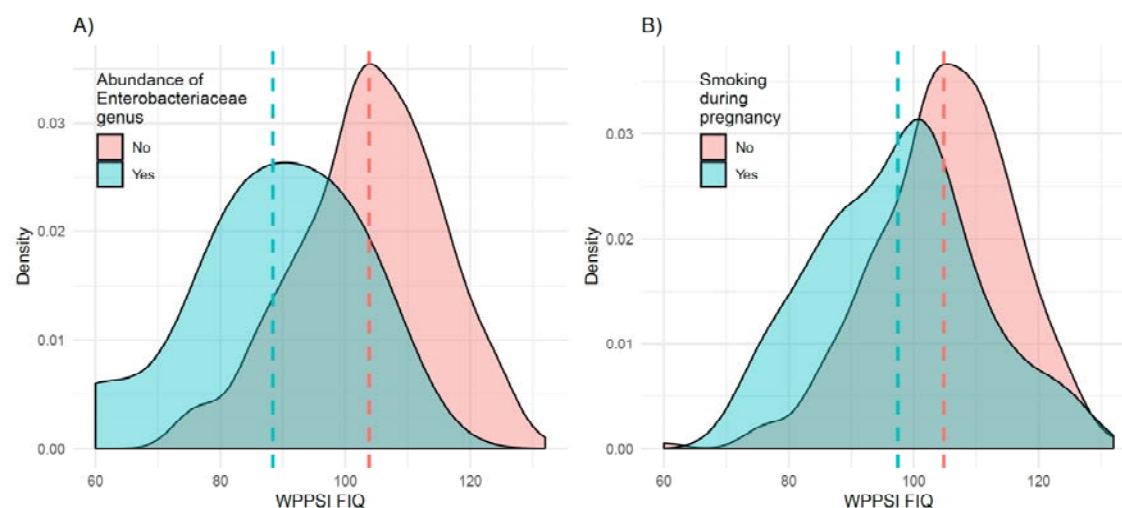 A)
Abundance of
Enterobacteriaceae
genus
No
Yes
0.03
0.02
0.01
0.00
Density
60
80
100
120
WPPSI FIQ
B)
Smoking
during
pregnancy
No
Yes
0.03
0.02
0.01
0.00
Density
60
80
100
120
WPPSI FIQ